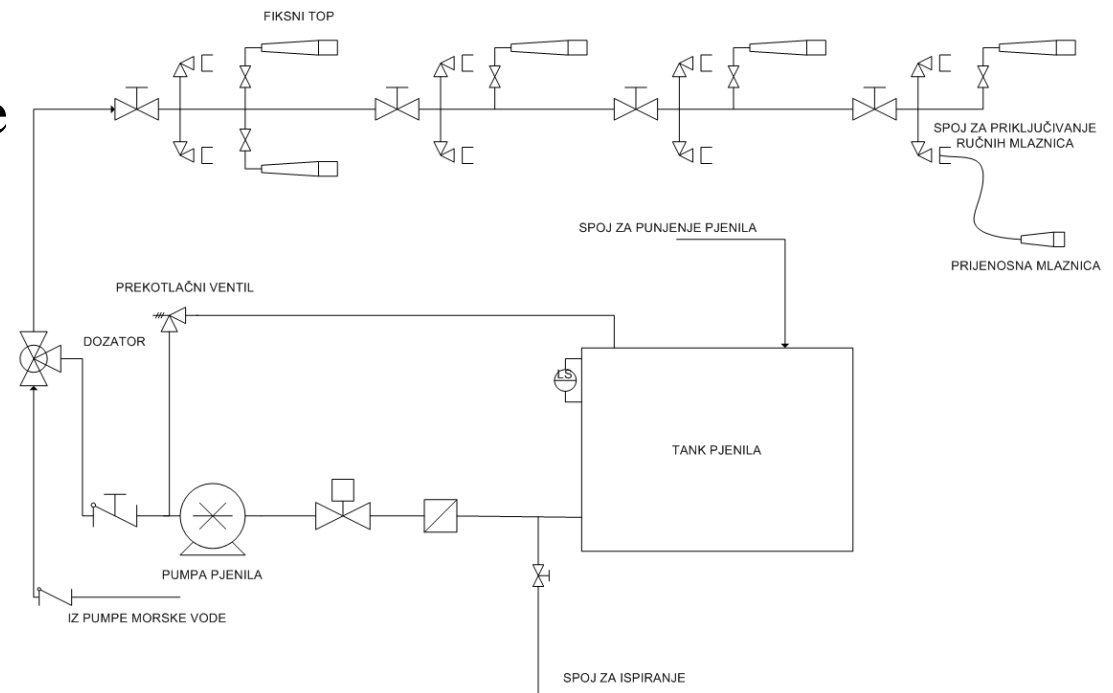 FIKSNI TOP
e
SPOJ ZA PRIKLJUČIVANJE
RUČNIH MLAZNICA
SPOJ ZA PUNJENJE PJENILA
PRIJENOSNA MLAZNICA
PREKOTLAČNI VENTIL
DOZATOR
LS
TANK PJENILA
PUMPA PJENILA
IZ PUMPE MORSKE VODE
SPOJ ZA ISPIRANJE